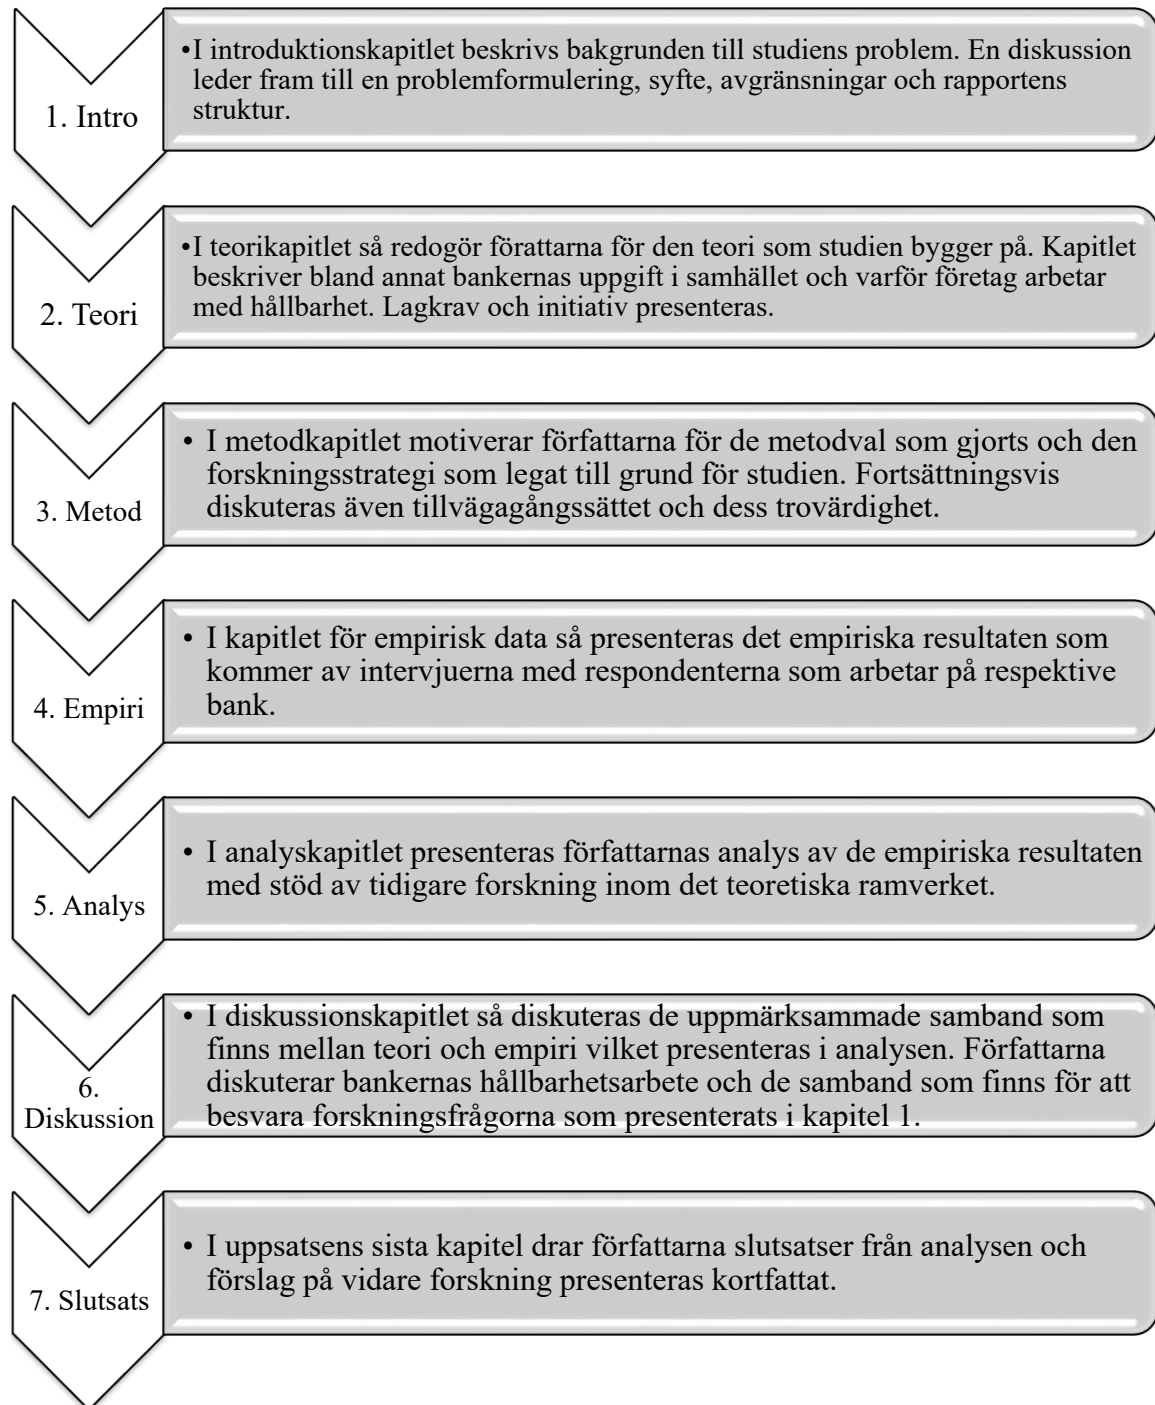 1. Intro
•I introduktionskapitlet beskrivs bakgrunden till studiens problem. En diskussion
leder fram till en problemformulering, syfte, avgränsningar och rapportens
struktur.
2. Teori
•I teorikapitlet så redogör förattarna för den teori som studien bygger på. Kapitlet
beskriver bland annat bankernas uppgift i samhället och varför företag arbetar
med hållbarhet. Lagkrav och initiativ presenteras.
3. Metod
• I metodkapitlet motiverar författarna för de metodval som gjorts och den
forskningsstrategi som legat till grund för studien. Fortsättningsvis
diskuteras även tillvägagångssättet och dess trovärdighet.
4. Empiri
• I kapitlet för empirisk data så presenteras det empiriska resultaten som
kommer av intervjuerna med respondenterna som arbetar på respektive
bank.
5. Analys
• I analyskapitlet presenteras författarnas analys av de empiriska resultaten
med stöd av tidigare forskning inom det teoretiska ramverket.
6.
Diskussion
• I diskussionskapitlet så diskuteras de uppmärksammade samband som
finns mellan teori och empiri vilket presenteras i analysen. Författarna
diskuterar bankernas hållbarhetsarbete och de samband som finns för att
besvara forskningsfrågorna som presenterats i kapitel 1.
7. Slutsats
• I uppsatsens sista kapitel drar författarna slutsatser från analysen och
förslag på vidare forskning presenteras kortfattat.